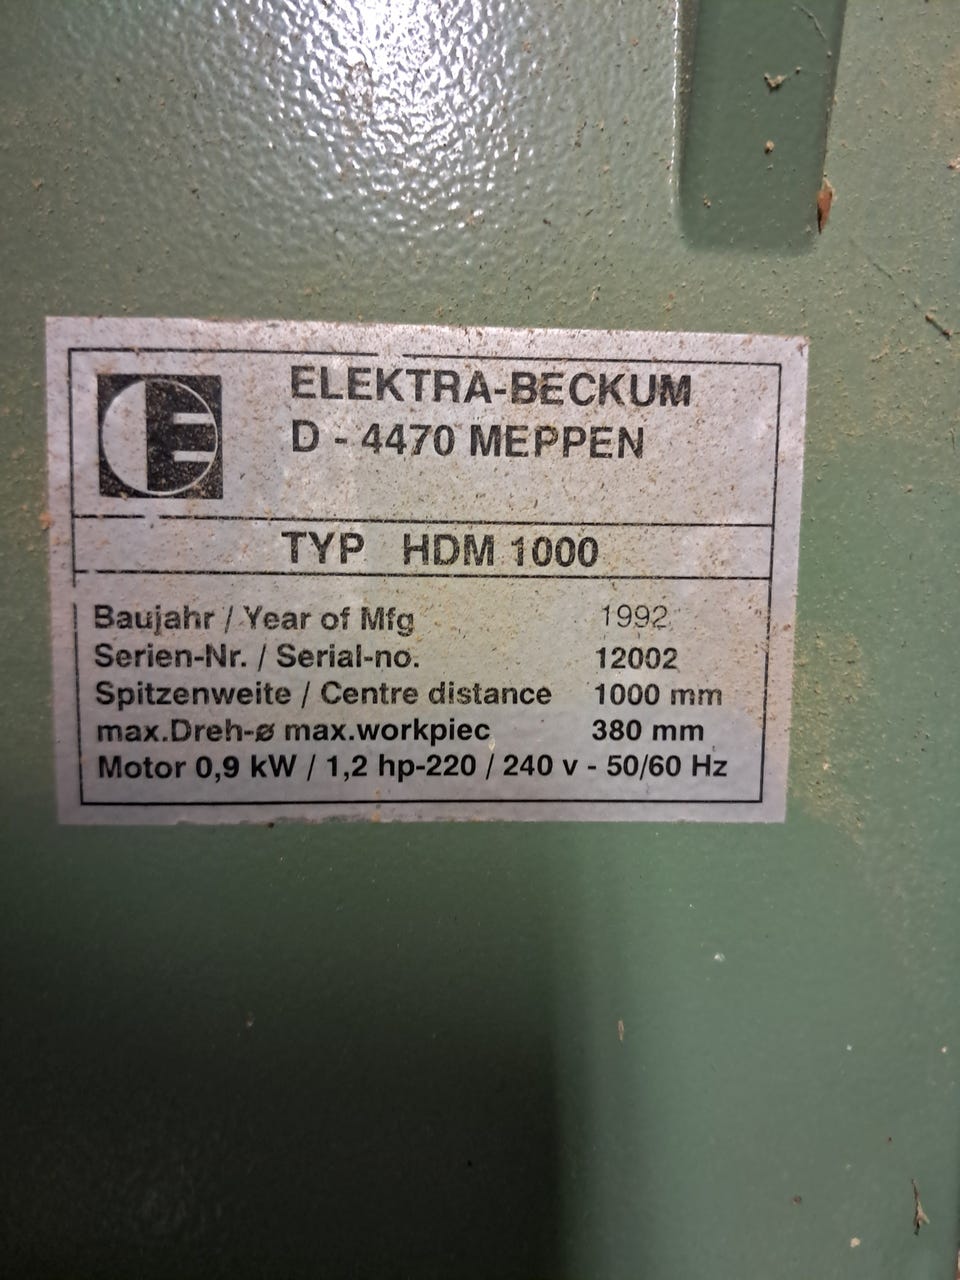 ELEKTRA-BECKUM
D - 4470 MEPPEN
TYP HDM 1000
Baujahr / Year of Mfg 1992
Serien-Nr. / Serial-no. 12002
Spitzenweite / Centre distance 1000 mm
max.Dreh-ø max.workpiec 380 mm
Motor 0,9 kW / 1,2 hp-220 / 240 v - 50/60 Hz